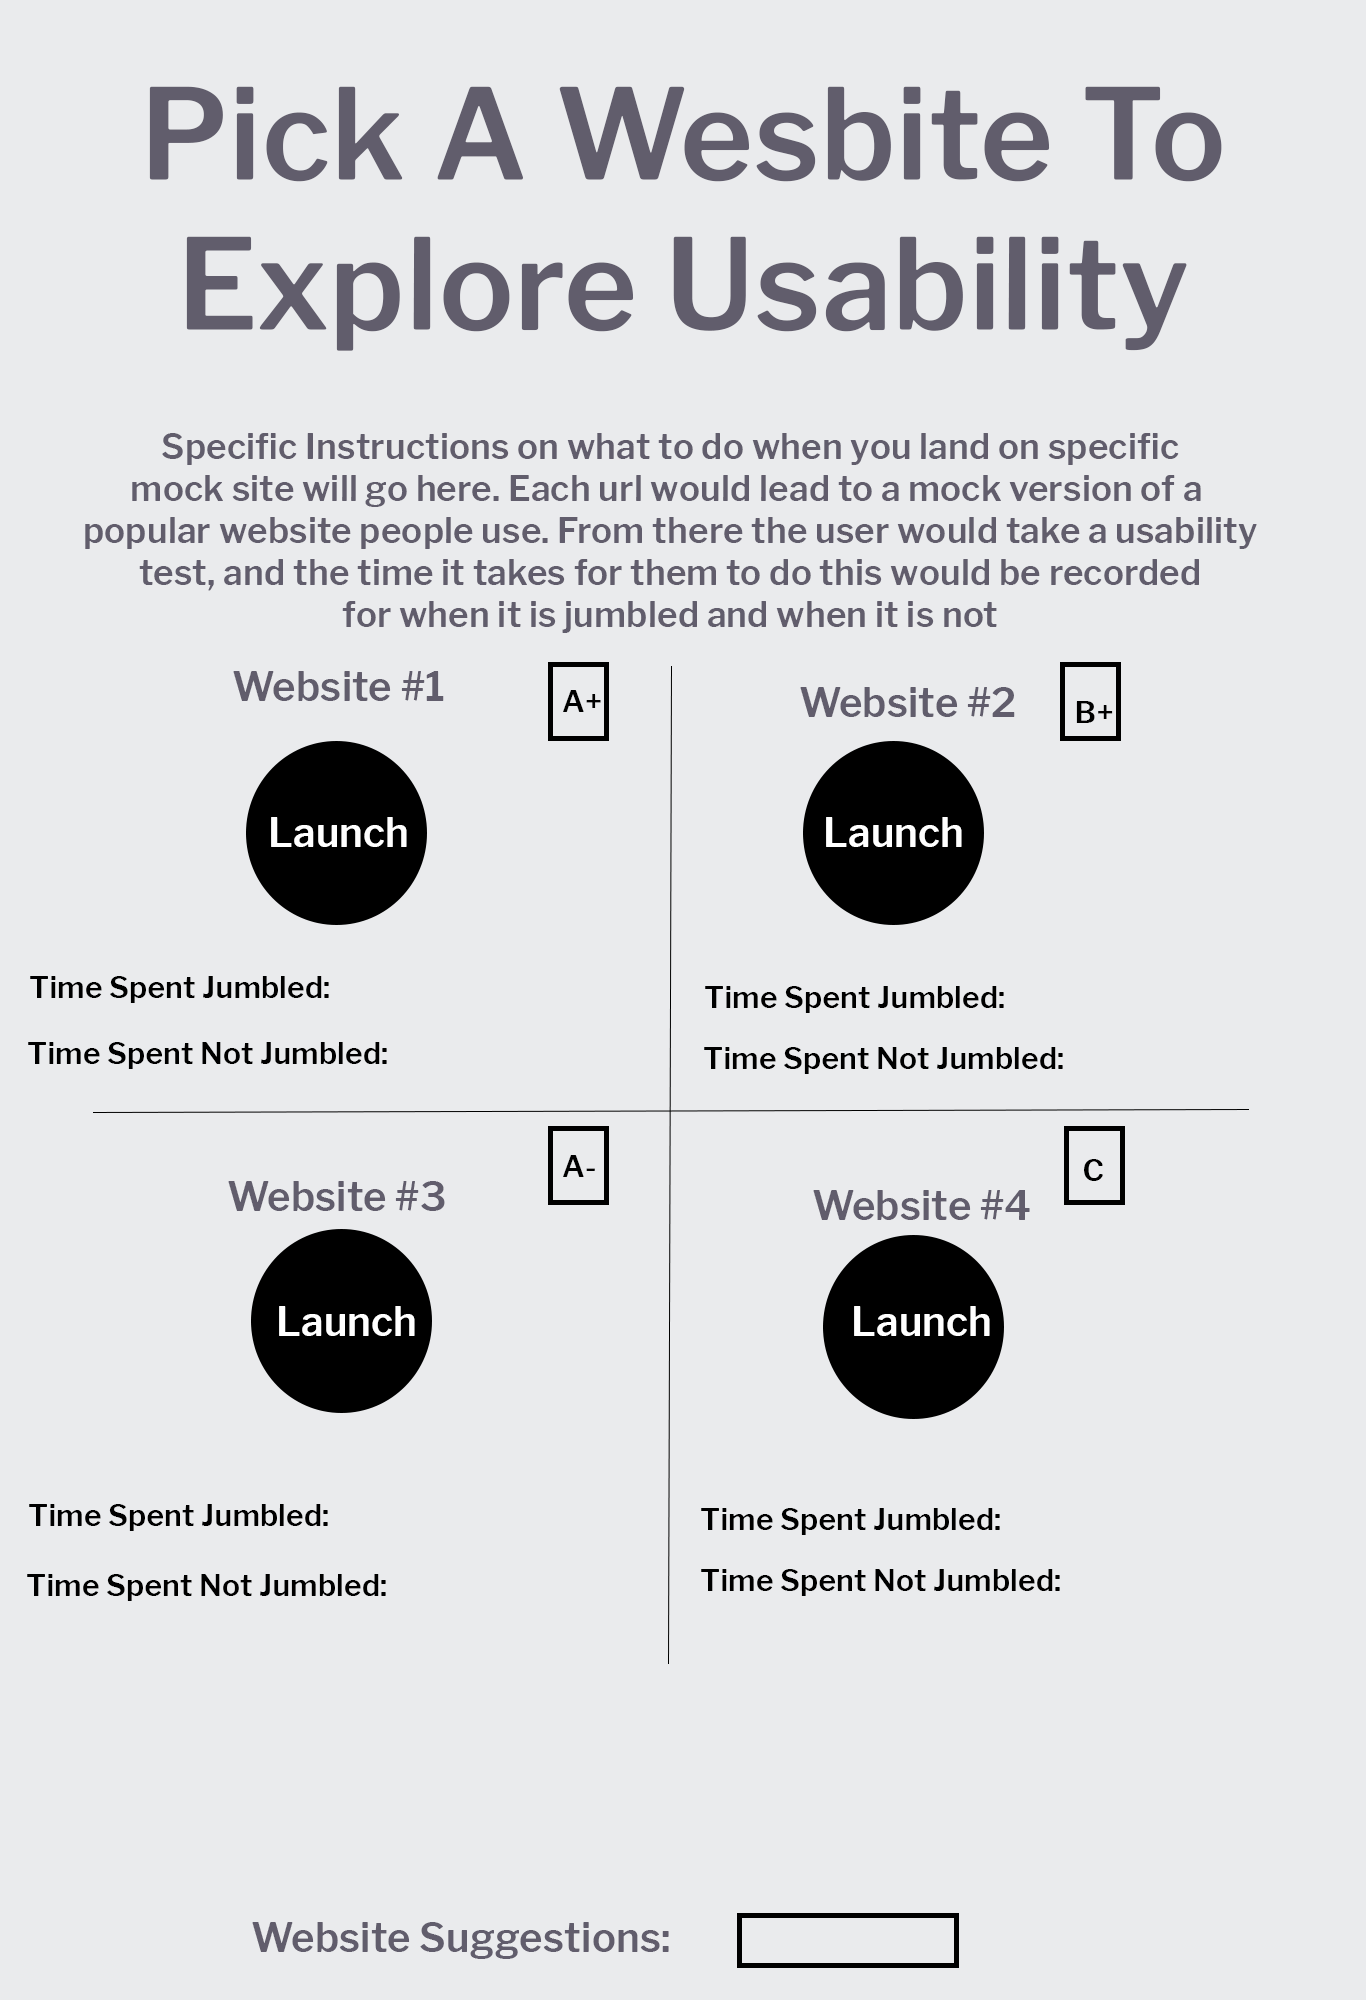 Pick A Wesbite To
Explore Usability
Specific Instructions on what to do when you land on specific
mock site will go here. Each url would lead to a mock version of a
popular website people use. From there the user would take a usability
test, and the time it takes for them to do this would be recorded
for when it is jumbled and when it is not
Website #1
A+
Launch
Time Spent Jumbled:
Time Spent Not Jumbled:
Website #2
B+
Launch
Time Spent Jumbled:
Time Spent Not Jumbled:
Website #3
A-
Launch
Time Spent Jumbled:
Time Spent Not Jumbled:
Website #4
C
Launch
Time Spent Jumbled:
Time Spent Not Jumbled:
Website Suggestions: